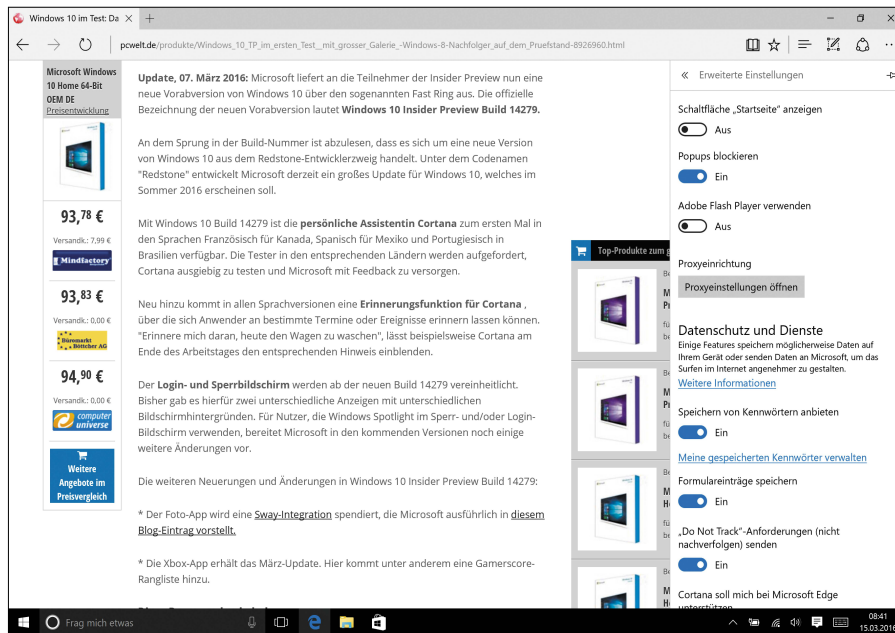 Windows 10 im Test: Da
pcwelt.de/produkte/Windows_10_TP_im_ersten_Test__mit_grosser_Galerie_-Windows-8-Nachfolger_auf_dem_Pruefstand-8926960.html
Microsoft Windows
10 Home 64-Bit
OEM DE
Preisentwicklung
93,78 €
Versandk.: 7,99 €
Mindfactory
93,83 €
Versandk.: 0,00 €
Büromarkt
Böttcher AG
94,90 €
Versandk.: 0,00 €
computer
universe
Weitere
Angebote im
Preisvergleich
Update, 07. März 2016: Microsoft liefert an die Teilnehmer der Insider Preview nun eine
neue Vorabversion von Windows 10 über den sogenannten Fast Ring aus. Die offizielle
Bezeichnung der neuen Vorabversion lautet Windows 10 Insider Preview Build 14279.
An dem Sprung in der Build-Nummer ist abzulesen, dass es sich um eine neue Version
von Windows 10 aus dem Redstone-Entwicklerzweig handelt. Unter dem Codenamen
"Redstone" entwickelt Microsoft derzeit ein großes Update für Windows 10, welches im
Sommer 2016 erscheinen soll.
Mit Windows 10 Build 14279 ist die persönliche Assistentin Cortana zum ersten Mal in
den Sprachen Französisch für Kanada, Spanisch für Mexiko und Portugiesisch in
Brasilien verfügbar. Die Tester in den entsprechenden Ländern werden aufgefordert,
Cortana ausgiebig zu testen und Microsoft mit Feedback zu versorgen.
Neu hinzu kommt in allen Sprachversionen eine Erinnerungsfunktion für Cortana ,
über die sich Anwender an bestimmte Termine oder Ereignisse erinnern lassen können.
"Erinnere mich daran, heute den Wagen zu waschen", lässt beispielsweise Cortana am
Ende des Arbeitstages den entsprechenden Hinweis einblenden.
Der Login- und Sperrbildschirm werden ab der neuen Build 14279 vereinheitlicht.
Bisher gab es hierfür zwei unterschiedliche Anzeigen mit unterschiedlichen
Bildschirmhintergründen. Für Nutzer, die Windows Spotlight im Sperr- und/oder Login-
Bildschirm verwenden, bereitet Microsoft in den kommenden Versionen noch einige
weitere Änderungen vor.
Die weiteren Neuerungen und Änderungen in Windows 10 Insider Preview Build 14279:
* Der Foto-App wird eine Sway-Integration spendiert, die Microsoft ausführlich in diesem
Blog-Eintrag vorstellt.
* Die Xbox-App erhält das März-Update. Hier kommt unter anderem eine Gamerscore-
Rangliste hinzu.
Top-Produkte zum
Erweiterte Einstellungen
Schaltfläche „Startseite“ anzeigen
Aus
Popups blockieren
Ein
Adobe Flash Player verwenden
Aus
Proxyeinrichtung
Proxyeinstellungen öffnen
Datenschutz und Dienste
Einige Features speichern möglicherweise Daten auf
Ihrem Gerät oder senden Daten an Microsoft, um das
Surfen im Internet angenehmer zu gestalten.
Weitere Informationen
Speichern von Kennwörtern anbieten
Ein
Meine gespeicherten Kennwörter verwalten
Formulareinträge speichern
Ein
„Do Not Track“-Anforderungen (nicht
nachverfolgen) senden
Ein
Cortana soll mich bei Microsoft Edge
unterstützen
Frag mich etwas
08:41
15.03.2016